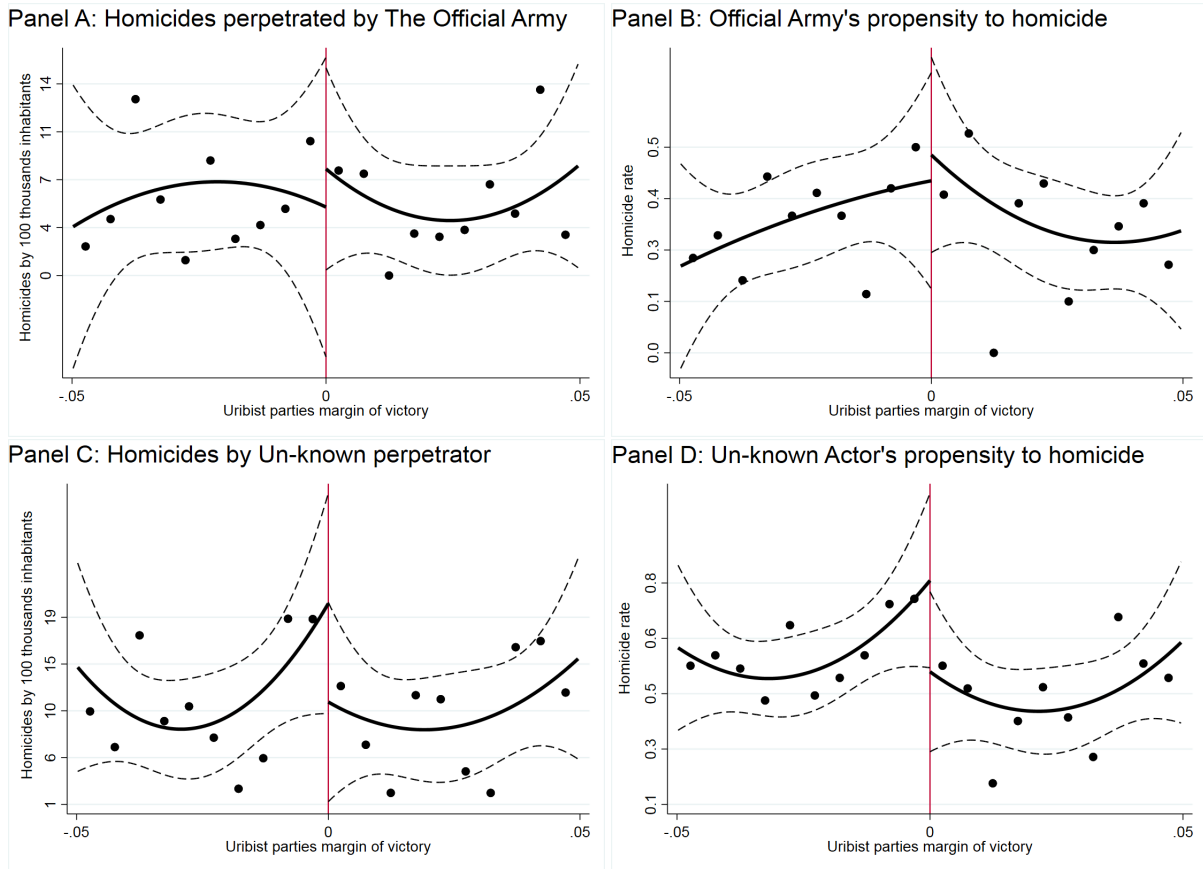 Panel A: Homicides perpetrated by The Official Army
Homicides by 100 thousands inhabitants
14
11
7
4
0
-.05
0
.05
Uribist parties margin of victory
Panel B: Official Army's propensity to homicide
Homicide rate
0.5
0.4
0.3
0.1
0.0
-.05
0
.05
Uribist parties margin of victory
Panel C: Homicides by Un-known perpetrator
Homicides by 100 thousands inhabitants
19
15
10
6
1
-.05
0
.05
Uribist parties margin of victory
Panel D: Un-known Actor's propensity to homicide
Homicide rate
0.8
0.6
0.5
0.3
0.1
-.05
0
.05
Uribist parties margin of victory